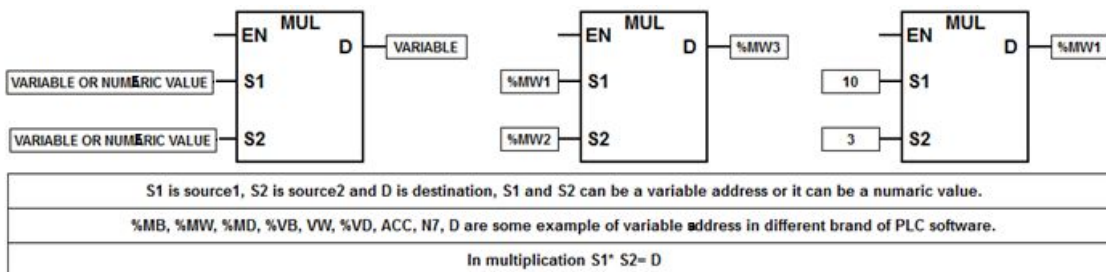 MUL
EN
D
VARIABLE
VARIABLE OR NUMERIC VALUE
S1
VARIABLE OR NUMERIC VALUE
S2
MUL
EN
D
%MW3
%MW1
S1
%MW2
S2
MUL
EN
D
%MW1
10
S1
3
S2
S1 is source1, S2 is source2 and D is destination, S1 and S2 can be a variable address or it can be a numaric value.
%MB, %MW, %MD, %VB, VW, %VD, ACC, N7, D are some example of variable address in different brand of PLC software.
In multiplication S1* S2= D